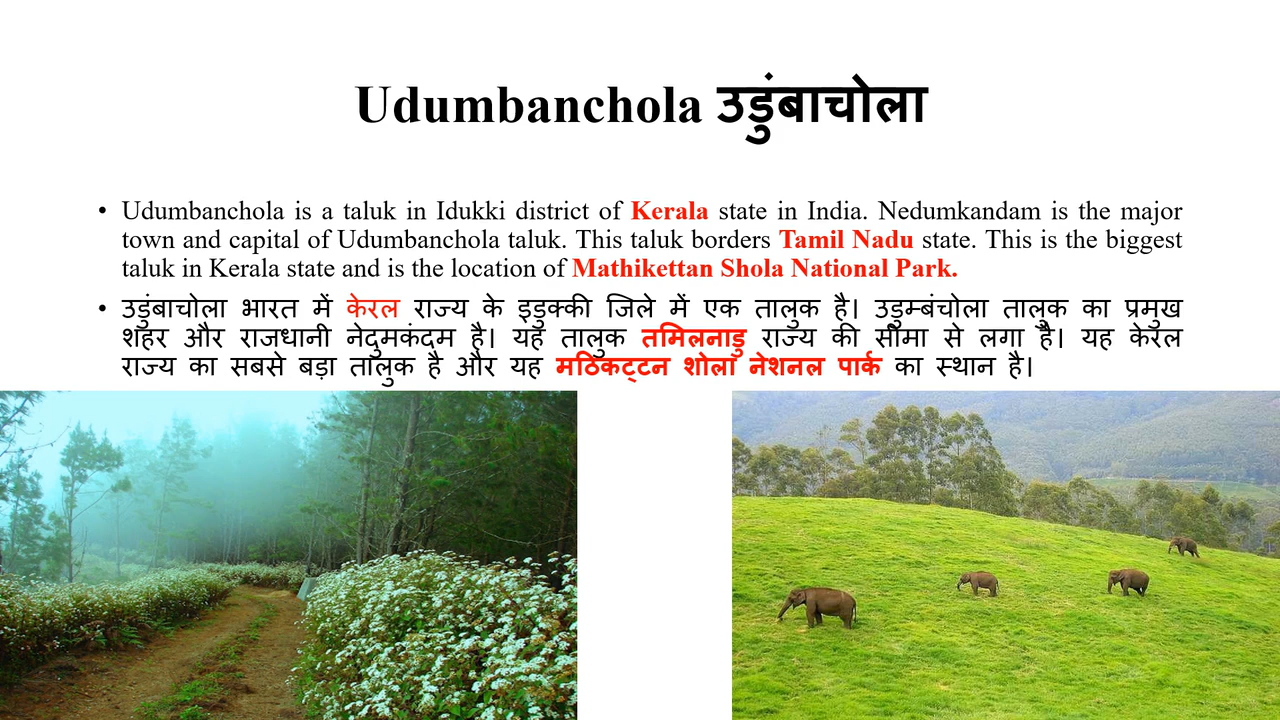 Udumbanchola उडुंबाचोला
• Udumbanchola is a taluk in Idukki district of Kerala state in India. Nedumkandam is the major
town and capital of Udumbanchola taluk. This taluk borders Tamil Nadu state. This is the biggest
taluk in Kerala state and is the location of Mathikettan Shola National Park.
• उडुंबाचोला भारत में केरल राज्य के इडुक्की जिले में एक तालुक है। उडुम्बंचोला तालुक का प्रमुख
शहर और राजधानी नेदुमकंदम है। यह तालुक तमिलनाडु राज्य की सीमा से लगा है। यह केरल
राज्य का सबसे बड़ा तालुक है और यह मठिकट्टन शोला नेशनल पार्क का स्थान है।